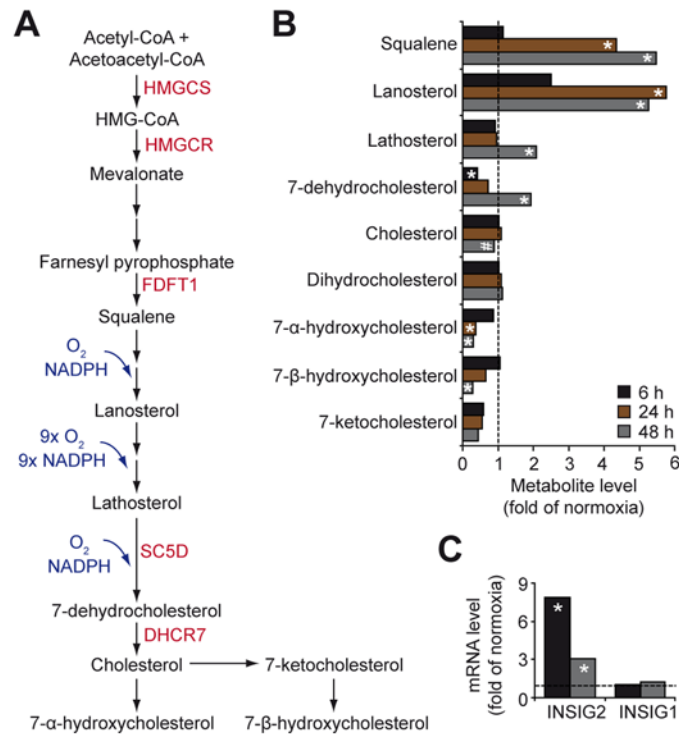 A
Acetyl-CoA +
Acetoacetyl-CoA
HMGCS
HMG-CoA
HMGCR
Mevalonate
Farnesyl pyrophosphate
FDFT1
Squalene
O₂
NADPH
Lanosterol
9x O₂
9x NADPH
Lathosterol
O₂
NADPH
SC5D
7-dehydrocholesterol
DHCR7
Cholesterol
7-ketocholesterol
7-α-hydroxycholesterol
7-β-hydroxycholesterol
B
Squalene
*
*
Lanosterol
*
*
Lathosterol
*
7-dehydrocholesterol
*
*
Cholesterol
#
Dihydrocholesterol
7-α-hydroxycholesterol
*
*
7-β-hydroxycholesterol
*
7-ketocholesterol
6 h
24 h
48 h
0 1 2 3 4 5 6
Metabolite level
(fold of normoxia)
C
mRNA level
(fold of normoxia)
9
6
3
0
*
*
INSIG2 INSIG1